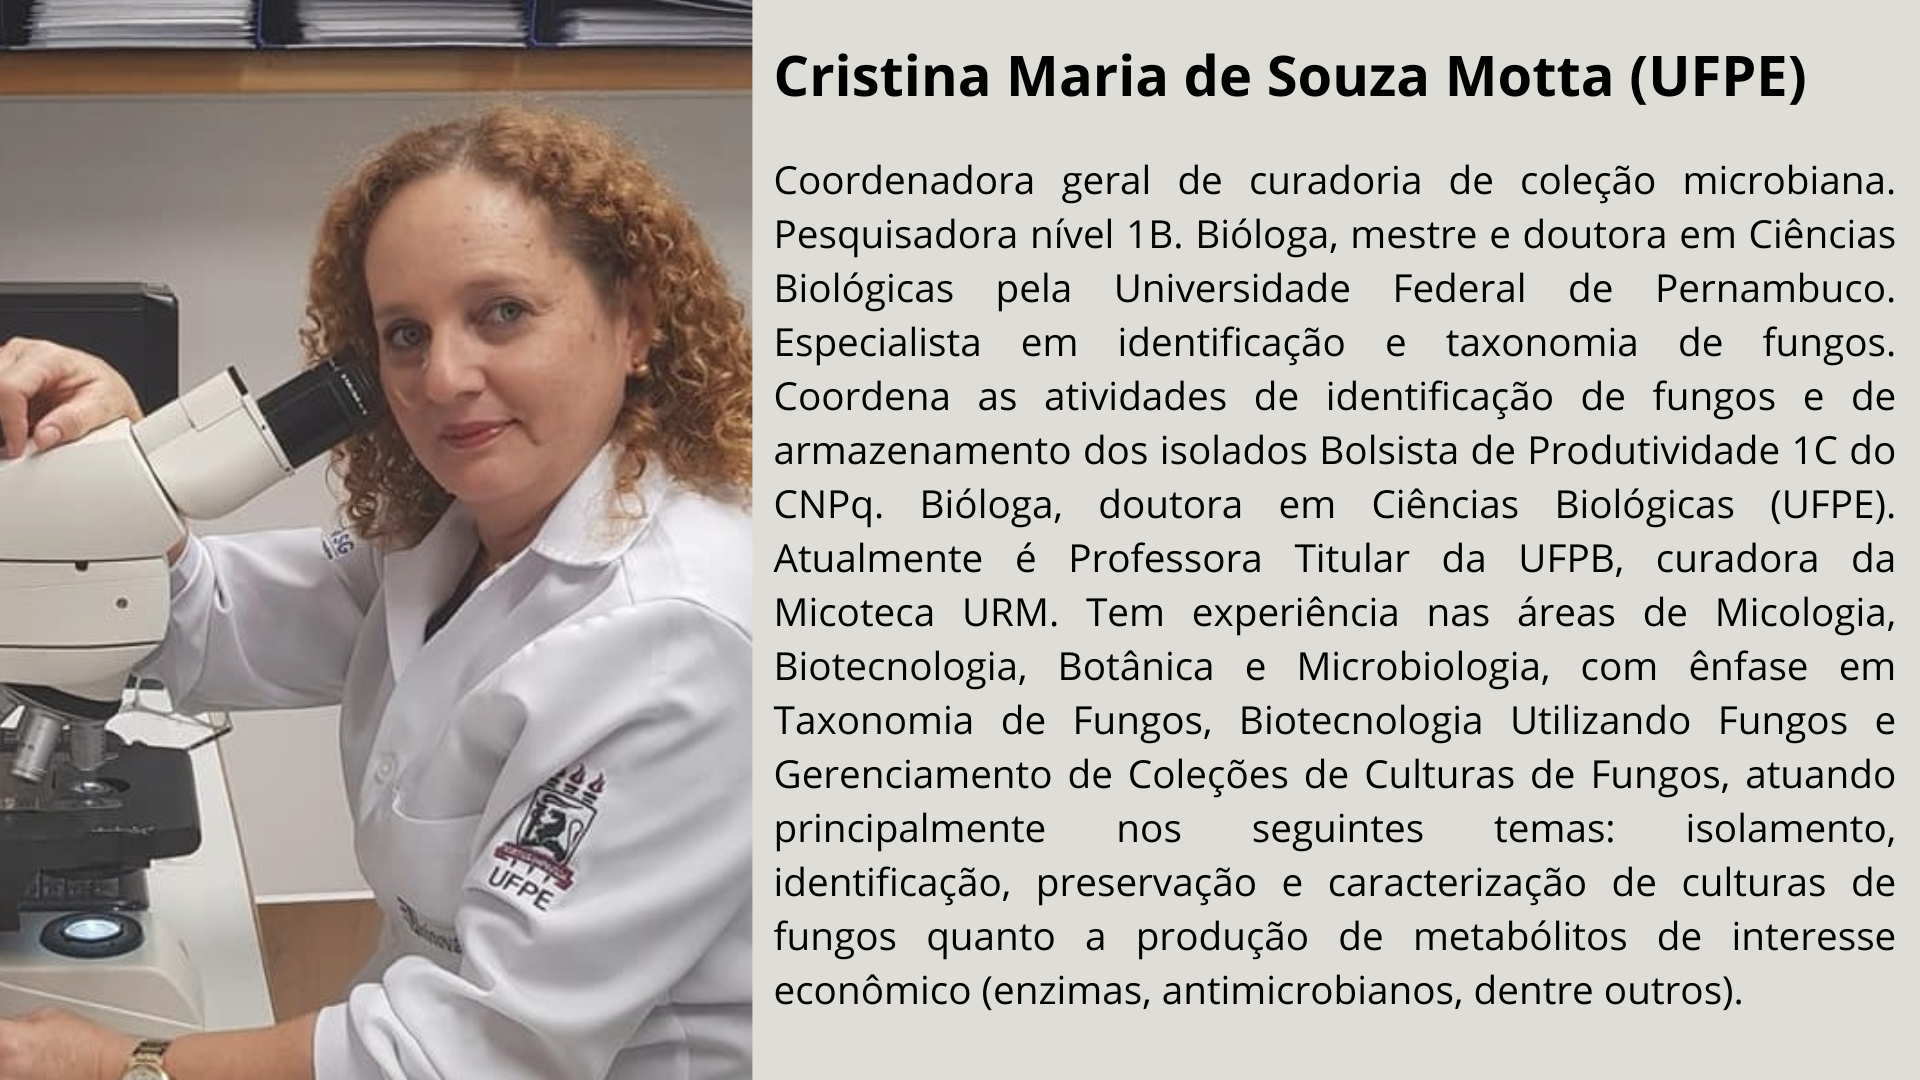 Cristina Maria de Souza Motta (UFPE)
Coordenadora geral de curadoria de coleção microbiana.
Pesquisadora nível 1B. Bióloga, mestre e doutora em Ciências
Biológicas pela Universidade Federal de Pernambuco.
Especialista em identificação e taxonomia de fungos.
Coordena as atividades de identificação de fungos e de
armazenamento dos isolados Bolsista de Produtividade 1C do
CNPq. Bióloga, doutora em Ciências Biológicas (UFPE).
Atualmente é Professora Titular da UFPB, curadora da
Micoteca URM. Tem experiência nas áreas de Micologia,
Biotecnologia, Botânica e Microbiologia, com ênfase em
Taxonomia de Fungos, Biotecnologia Utilizando Fungos e
Gerenciamento de Coleções de Culturas de Fungos, atuando
principalmente nos seguintes temas: isolamento,
identificação, preservação e caracterização de culturas de
fungos quanto a produção de metabólitos de interesse
econômico (enzimas, antimicrobianos, dentre outros).
UFPE